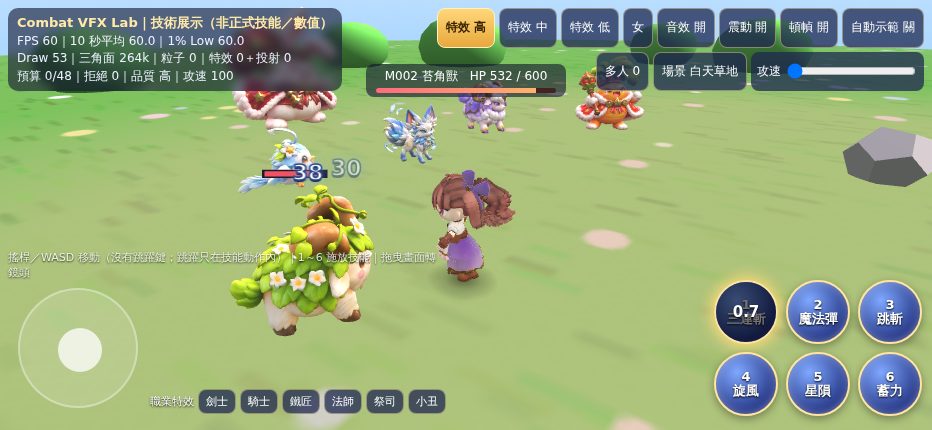 Combat VFX Lab｜技術展示（非正式技能／數值）
FPS 60｜10 秒平均 60.0｜1% Low 60.0
Draw 53｜三角面 264k｜粒子 0｜特效 0＋投射 0
預算 0/48｜拒絕 0｜品質 高｜攻速 100
特效 高
特效 中
特效 低
女
音效 開
震動 開
頓幀 開
自動示範 關
多人 0
場景 白天草地
攻速
M002 苔角獸 HP 532 / 600
38
30
搖桿／WASD 移動（沒有跳躍鍵；跳躍只在技能動作內）｜1～6 施放技能｜拖曳畫面轉
鏡頭
1
三連斬
0.7
2
魔法彈
3
跳斬
4
旋風
5
星隕
6
蓄力
職業特效
劍士
騎士
鐵匠
法師
祭司
小丑